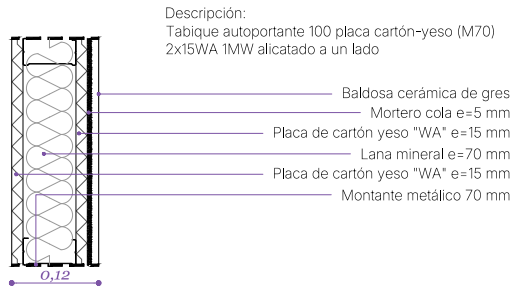 Descripción:
Tabique autoportante 100 placa cartón-yeso (M70)
2x15WA 1MW alicatado a un lado
Baldosa cerámica de gres
Mortero cola e=5 mm
Placa de cartón yeso "WA" e=15 mm
Lana mineral e=70 mm
Placa de cartón yeso "WA" e=15 mm
Montante metálico 70 mm
0,12